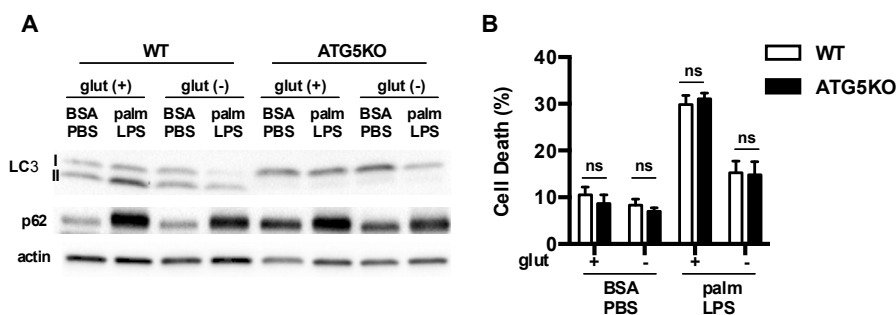 A
WT ATG5KO
glut (+) glut (-) glut (+) glut (-)
BSA palm BSA palm BSA palm BSA palm
PBS LPS PBS LPS PBS LPS PBS LPS
LC3 I
II
p62
actin
B
Cell Death (%)
40
30
20
10
0
ns ns ns ns
WT
ATG5KO
glut + - + -
BSA palm
PBS LPS